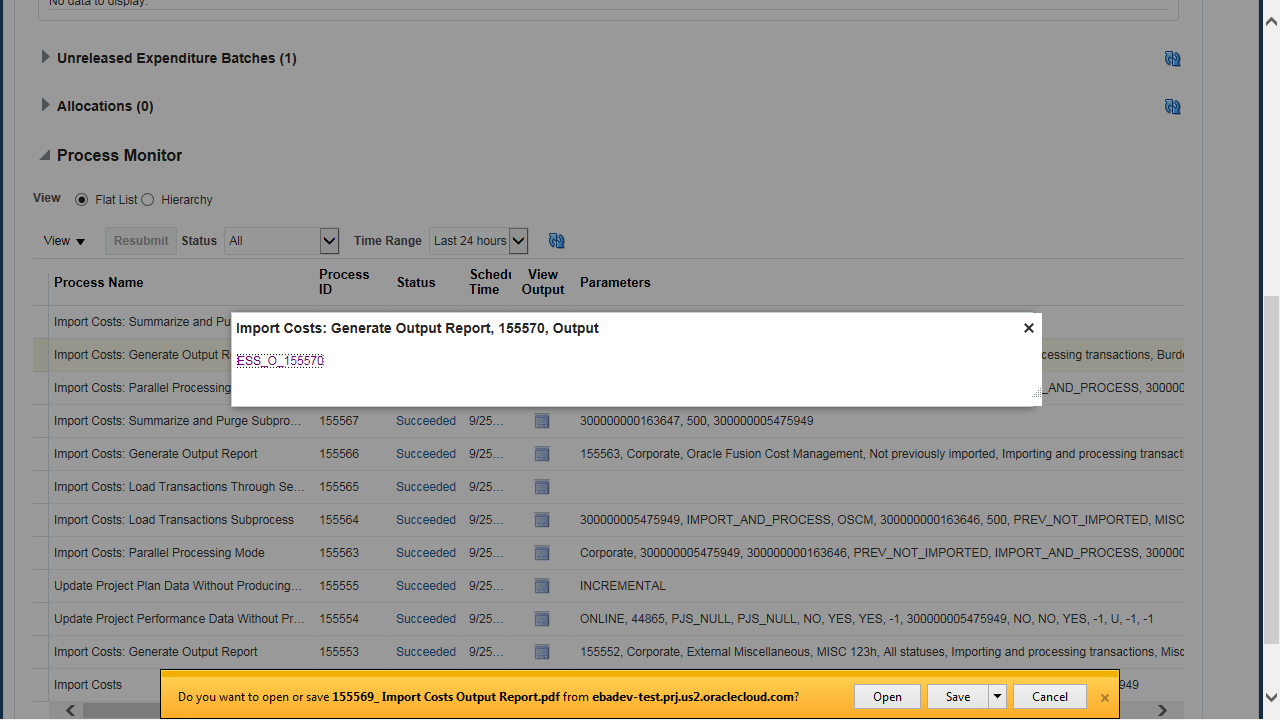 No data to display.
Unreleased Expenditure Batches (1)
Allocations (0)
Process Monitor
View Flat List Hierarchy
View Resubmit Status All Time Range Last 24 hours
Process Name Process ID Status Schedu Time View Output Parameters
Import Costs: Summarize and Pu
Import Costs: Generate Output Re cessing transactions, Burde
Import Costs: Parallel Processing _AND_PROCESS, 300000
Import Costs: Generate Output Report, 155570, Output
ESS_O_155570
Import Costs: Summarize and Purge Subpro... 155567 Succeeded 9/25... 300000000163647, 500, 300000005475949
Import Costs: Generate Output Report 155566 Succeeded 9/25... 155563, Corporate, Oracle Fusion Cost Management, Not previously imported, Importing and processing transacti
Import Costs: Load Transactions Through Se... 155565 Succeeded 9/25...
Import Costs: Load Transactions Subprocess 155564 Succeeded 9/25... 300000005475949, IMPORT_AND_PROCESS, OSCM, 300000000163646, 500, PREV_NOT_IMPORTED, MISC
Import Costs: Parallel Processing Mode 155563 Succeeded 9/25... Corporate, 300000005475949, 300000000163646, PREV_NOT_IMPORTED, IMPORT_AND_PROCESS, 300000
Update Project Plan Data Without Producing... 155555 Succeeded 9/25... INCREMENTAL
Update Project Performance Data Without Pr... 155554 Succeeded 9/25... ONLINE, 44865, PJS_NULL, PJS_NULL, NO, YES, YES, -1, 300000005475949, NO, NO, YES, -1, U, -1, -1
Import Costs: Generate Output Report 155553 Succeeded 9/25... 155552, Corporate, External Miscellaneous, MISC 123h, All statuses, Importing and processing transactions, Misc
Import Costs 949
Do you want to open or save 155569_ Import Costs Output Report.pdf from ebadev-test.prj.us2.oraclecloud.com? Open Save Cancel